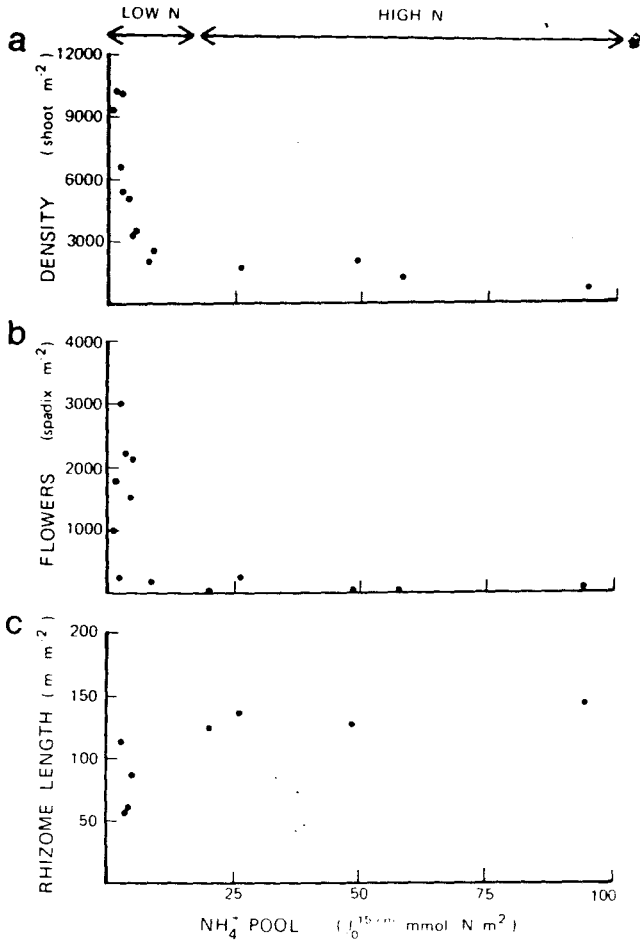 LOW N
HIGH N
a
12000
9000
6000
3000
DENSITY (shoot m⁻²)
b
4000
3000
2000
1000
FLOWERS (spadix m⁻²)
c
200
150
100
50
RHIZOME LENGTH (m m⁻²)
25
50
75
100
NH₄⁺ POOL (∫₀¹⁵ᶜᵐ mmol N m²)